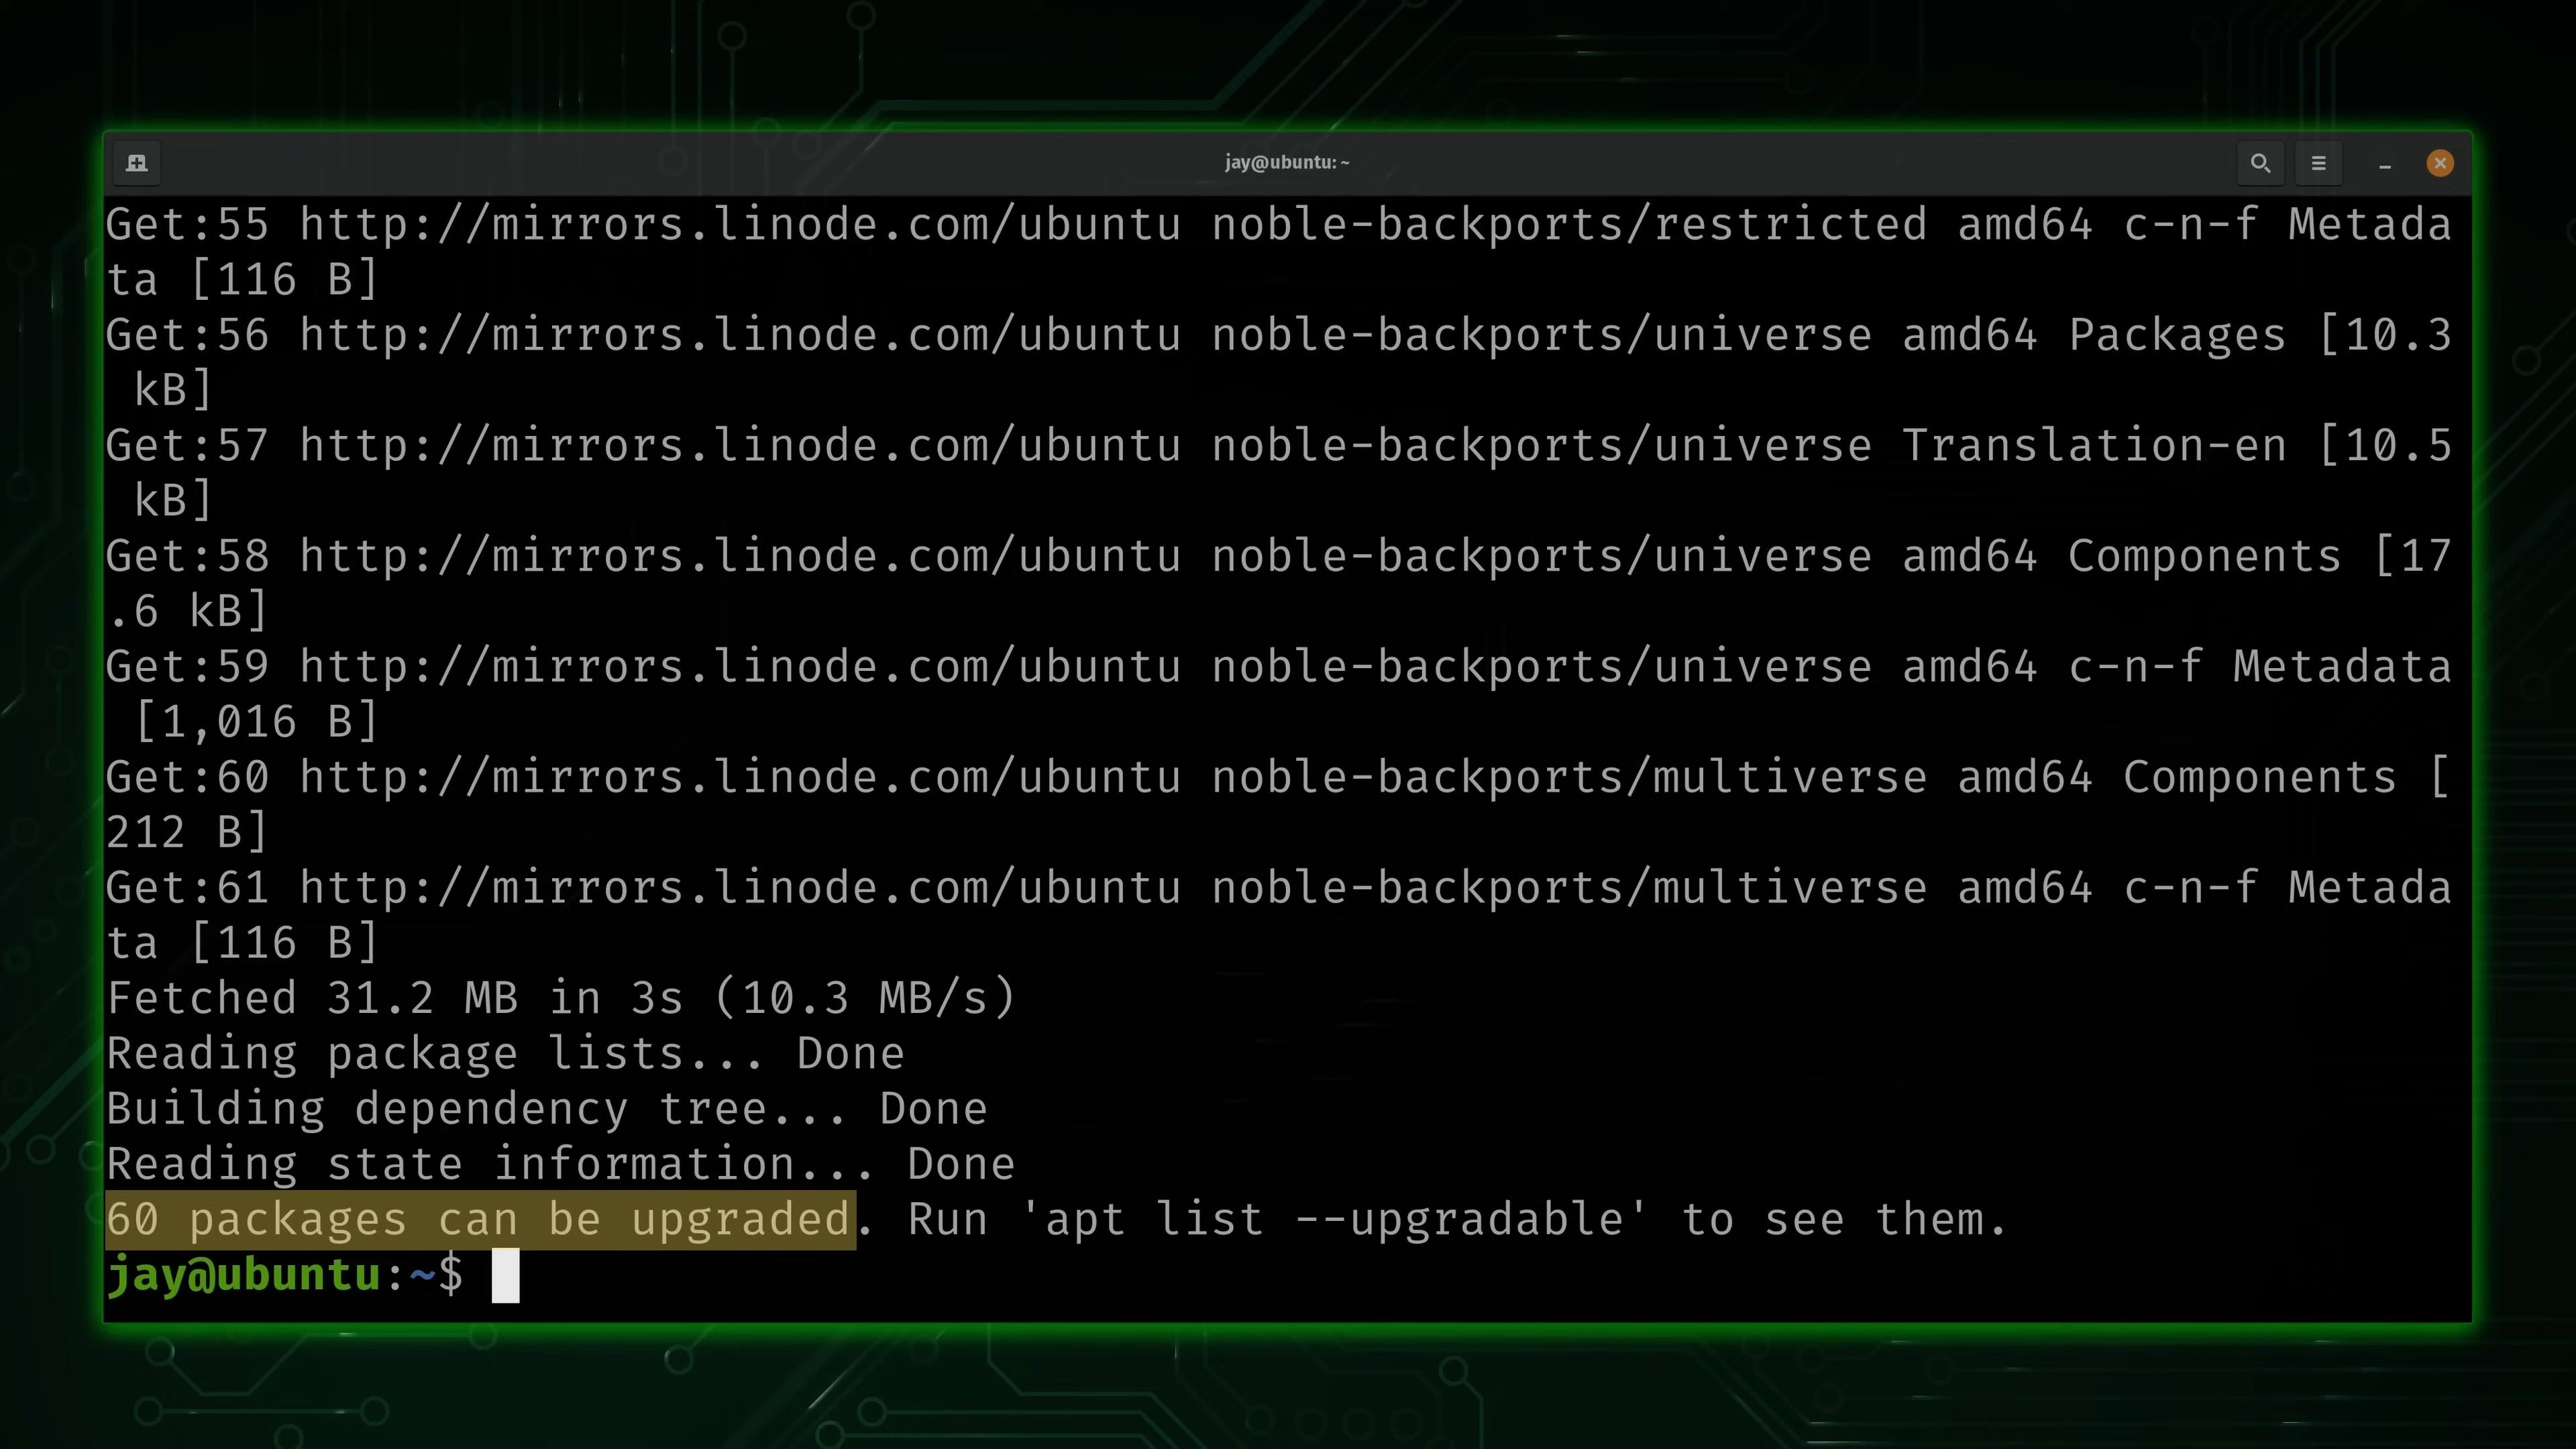 jay@ubuntu: ~
Get:55 http://mirrors.linode.com/ubuntu noble-backports/restricted amd64 c-n-f Metada
ta [116 B]
Get:56 http://mirrors.linode.com/ubuntu noble-backports/universe amd64 Packages [10.3
 kB]
Get:57 http://mirrors.linode.com/ubuntu noble-backports/universe Translation-en [10.5
 kB]
Get:58 http://mirrors.linode.com/ubuntu noble-backports/universe amd64 Components [17
.6 kB]
Get:59 http://mirrors.linode.com/ubuntu noble-backports/universe amd64 c-n-f Metadata
 [1,016 B]
Get:60 http://mirrors.linode.com/ubuntu noble-backports/multiverse amd64 Components [
212 B]
Get:61 http://mirrors.linode.com/ubuntu noble-backports/multiverse amd64 c-n-f Metada
ta [116 B]
Fetched 31.2 MB in 3s (10.3 MB/s)
Reading package lists... Done
Building dependency tree... Done
Reading state information... Done
60 packages can be upgraded. Run 'apt list --upgradable' to see them.
jay@ubuntu:~$